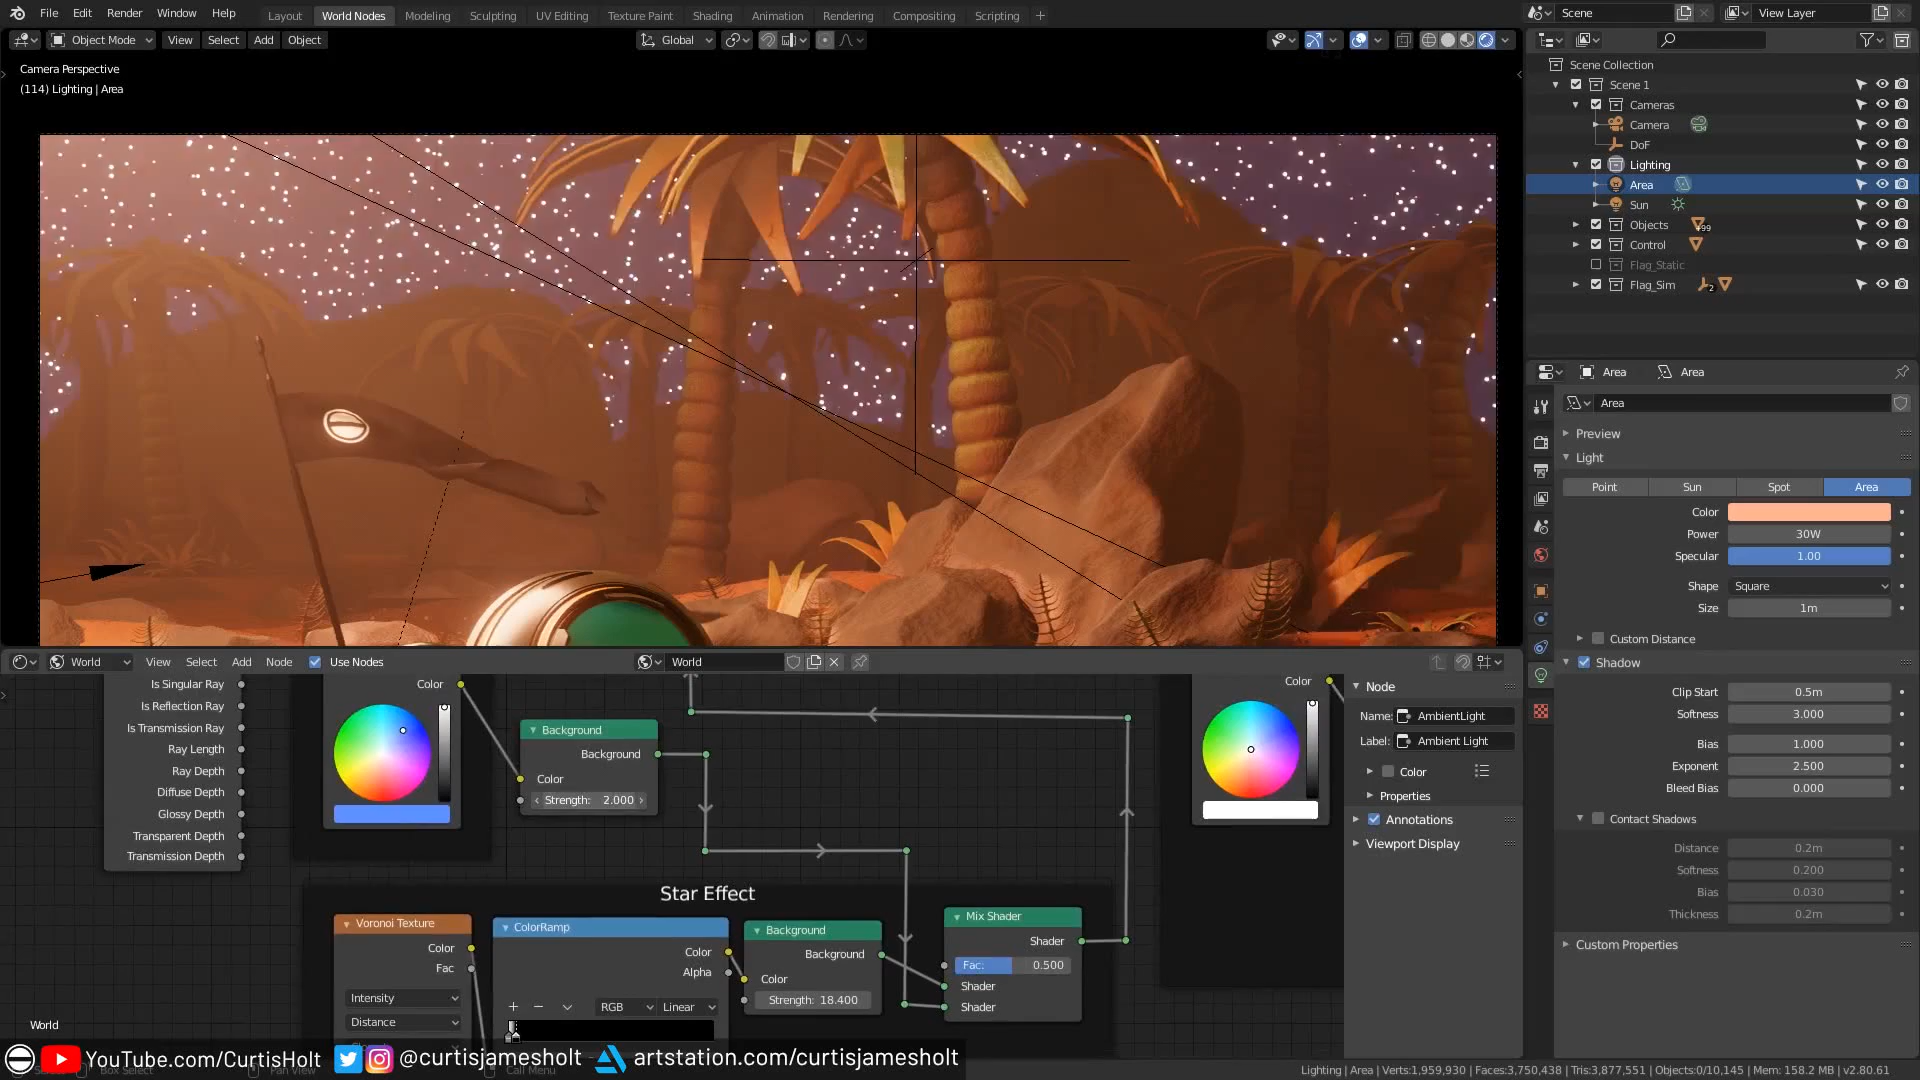 File Edit Render Window Help Layout World Nodes Modeling Sculpting UV Editing Texture Paint Shading Animation Rendering Compositing Scripting + Scene View Layer
Object Mode View Select Add Object Global
Camera Perspective
(114) Lighting | Area
Scene Collection
Scene 1
Cameras
Camera
DoF
Lighting
Area
Sun
Objects
Control
Flag_Static
Flag_Sim 2
Area Area
Area
Preview
Light
Point Sun Spot Area
Color
Power 30W
Specular 1.00
Shape Square
Size 1m
Custom Distance
Shadow
Clip Start 0.5m
Softness 3.000
Bias 1.000
Exponent 2.500
Bleed Bias 0.000
Contact Shadows
Distance 0.2m
Softness 0.200
Bias 0.030
Thickness 0.2m
Custom Properties
World View Select Add Node Use Nodes World
Is Singular Ray
Is Reflection Ray
Is Transmission Ray
Ray Length
Ray Depth
Diffuse Depth
Glossy Depth
Transparent Depth
Transmission Depth
Color
Background
Background
Color
Strength: 2.000
Color
Node
Name: AmbientLight
Label: Ambient Light
Color
Properties
Annotations
Viewport Display
Star Effect
Voronoi Texture
Color
Fac
Intensity
Distance
ColorRamp
Color
Alpha
+ − RGB Linear
Background
Background
Color
Strength: 18.400
Mix Shader
Shader
Fac: 0.500
Shader
Shader
World
YouTube.com/CurtisHolt @curtisjamesholt artstation.com/curtisjamesholt
Box Select Pan View Call Menu
Lighting | Area | Verts:1,959,930 | Faces:3,750,438 | Tris:3,877,551 | Objects:0/10,145 | Mem: 158.2 MB | v2.80.61